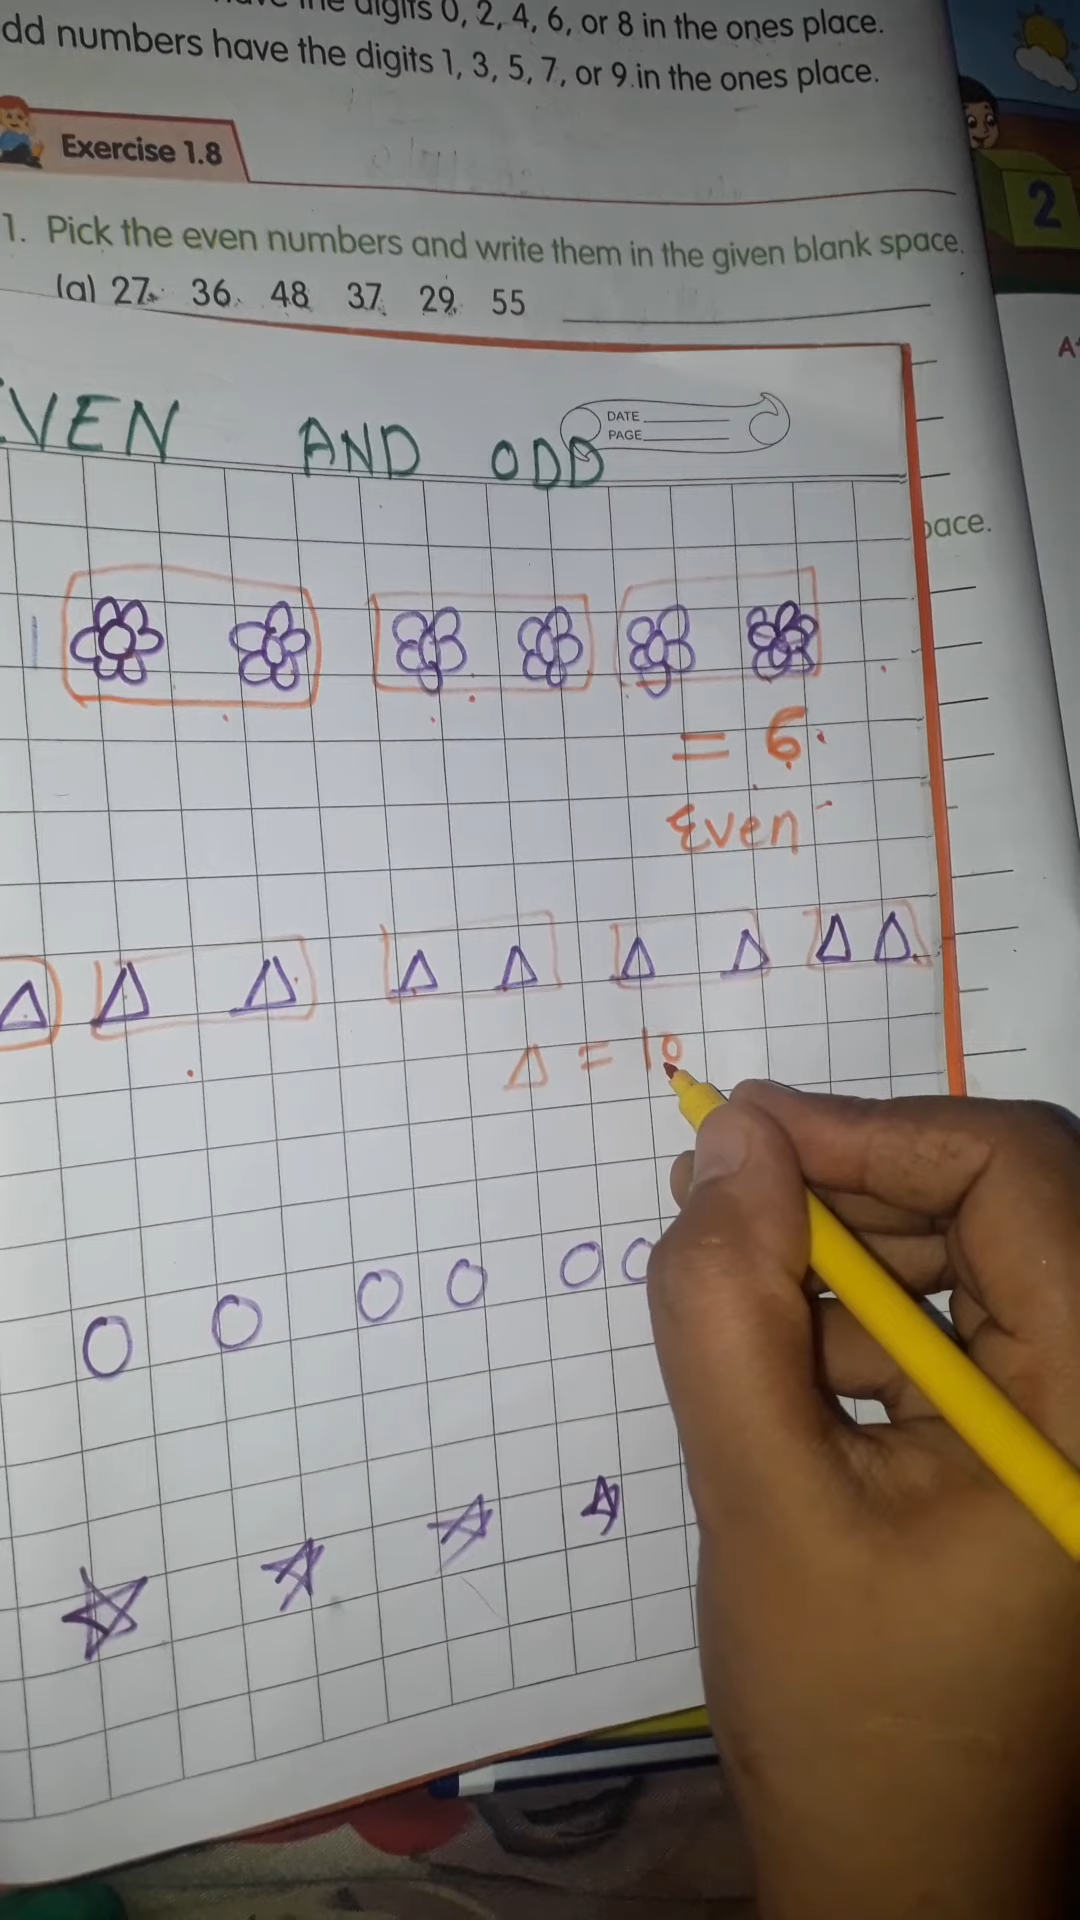 the digits 0, 2, 4, 6, or 8 in the ones place.
dd numbers have the digits 1, 3, 5, 7, or 9 in the ones place.
Exercise 1.8
2
1. Pick the even numbers and write them in the given blank space.
(a) 27 36 48 37 29 55
DATE
PAGE
VEN AND ODD
pace.
= 6
Even
Δ = 10